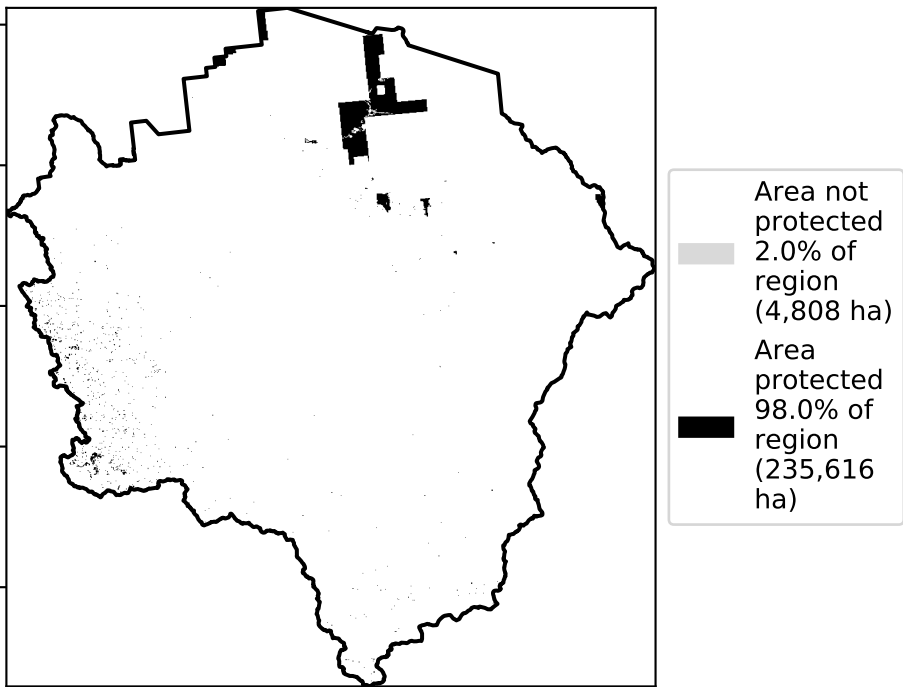 Area not
protected
2.0% of
region
(4,808 ha)
Area
protected
98.0% of
region
(235,616
ha)